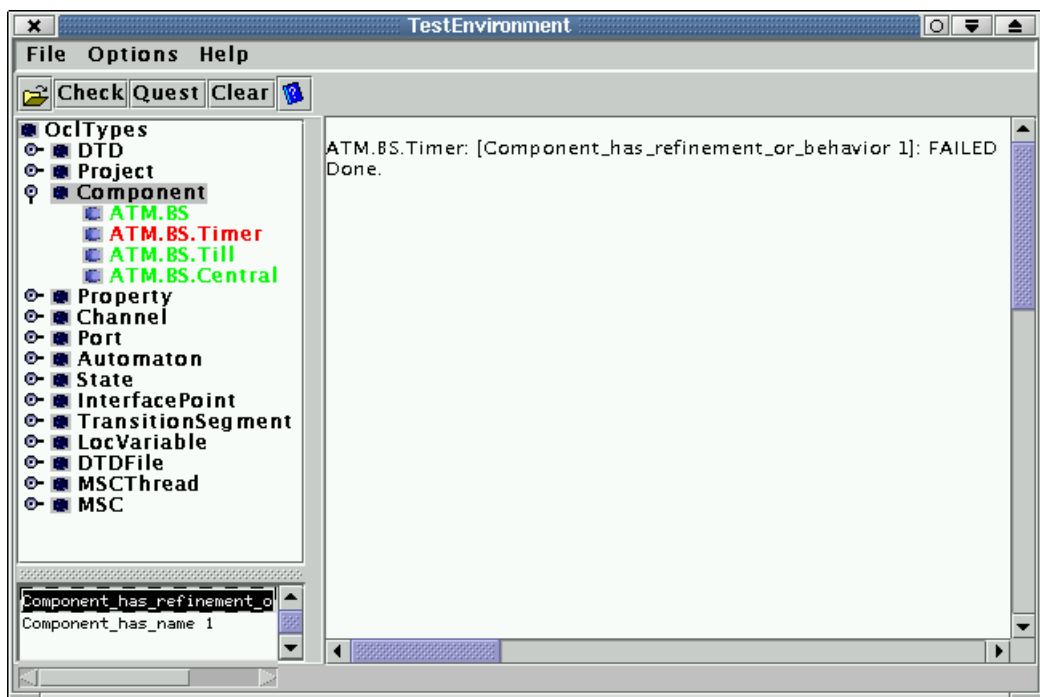 TestEnvironment
File Options Help
Check Quest Clear
OclTypes
DTD
Project
Component
ATM.BS
ATM.BS.Timer
ATM.BS.Till
ATM.BS.Central
Property
Channel
Port
Automaton
State
InterfacePoint
TransitionSegment
LocVariable
DTDFile
MSCThread
MSC
Component_has_refinement_o
Component_has_name 1
ATM.BS.Timer: [Component_has_refinement_or_behavior 1]: FAILED
Done.